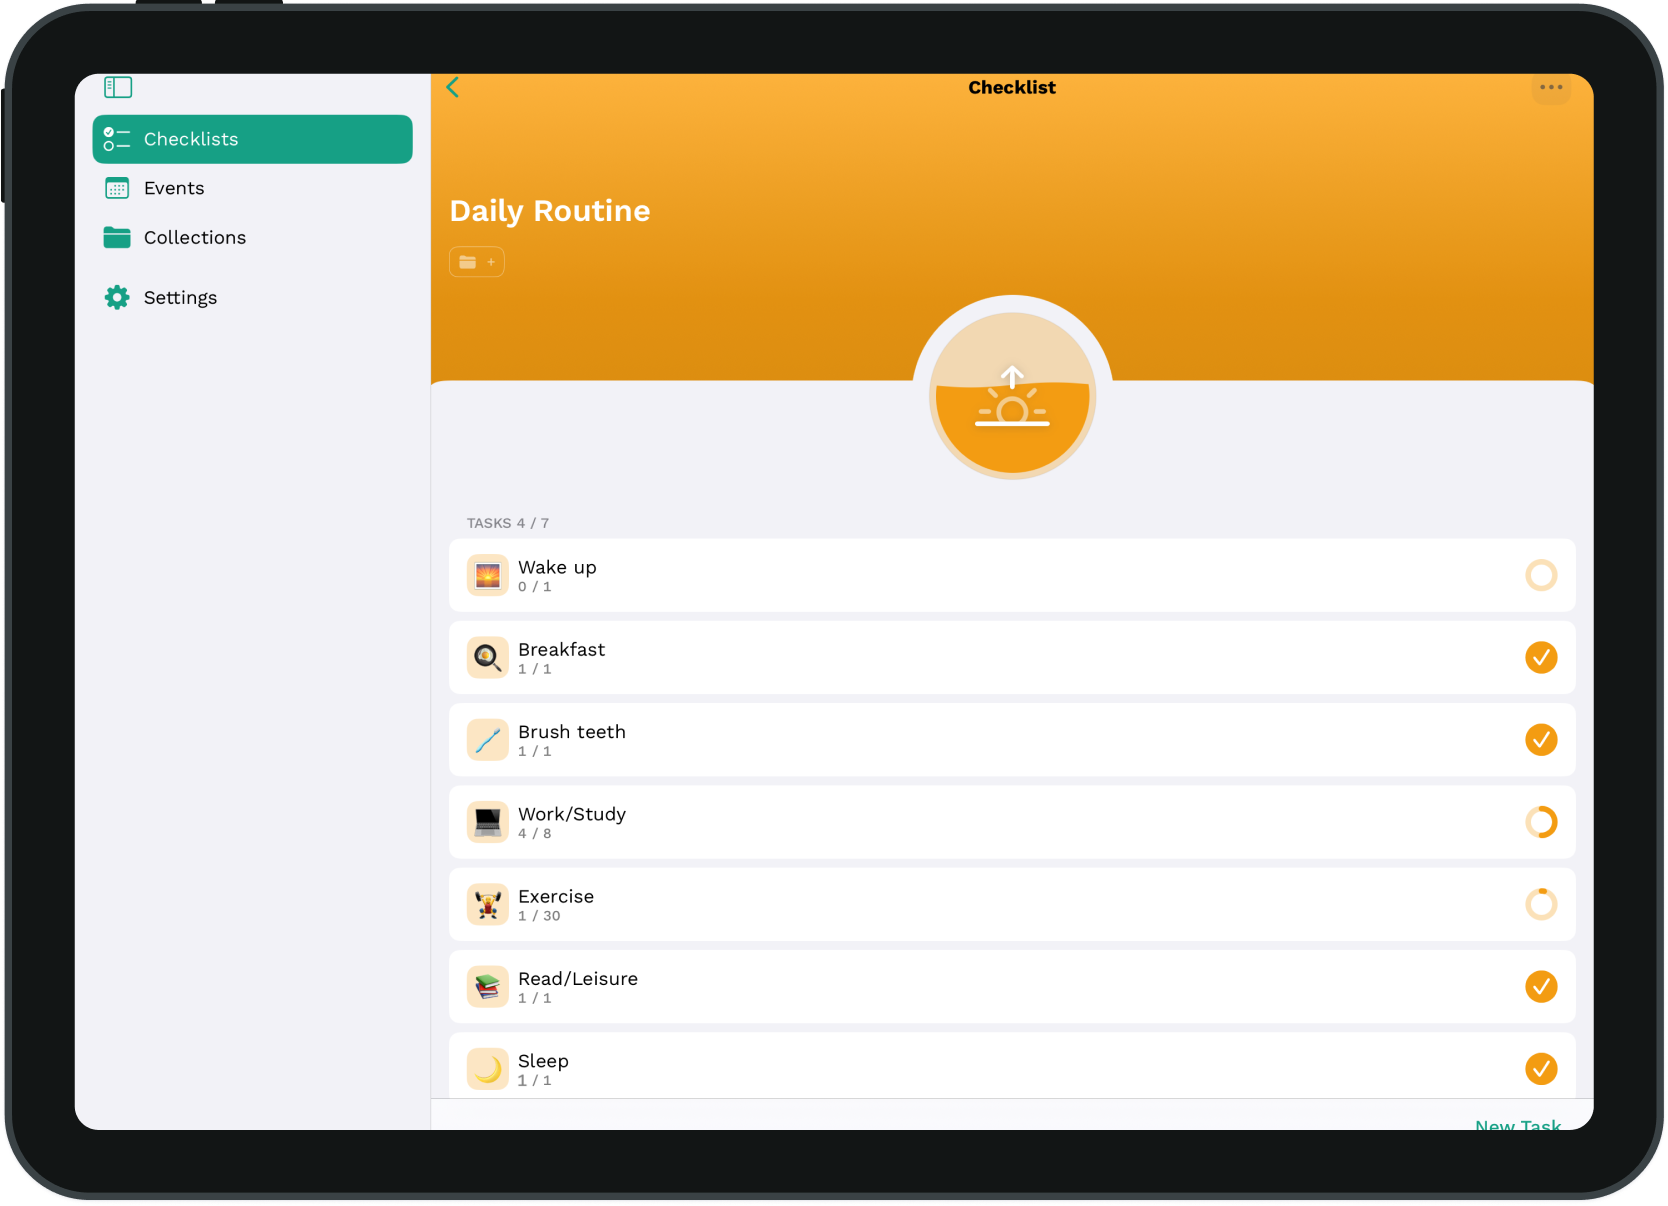 Checklists
Events
Collections
Settings
Checklist
Daily Routine
+
TASKS 4 / 7
Wake up
0 / 1
Breakfast
1 / 1
Brush teeth
1 / 1
Work/Study
4 / 8
Exercise
1 / 30
Read/Leisure
1 / 1
Sleep
1 / 1
New Task